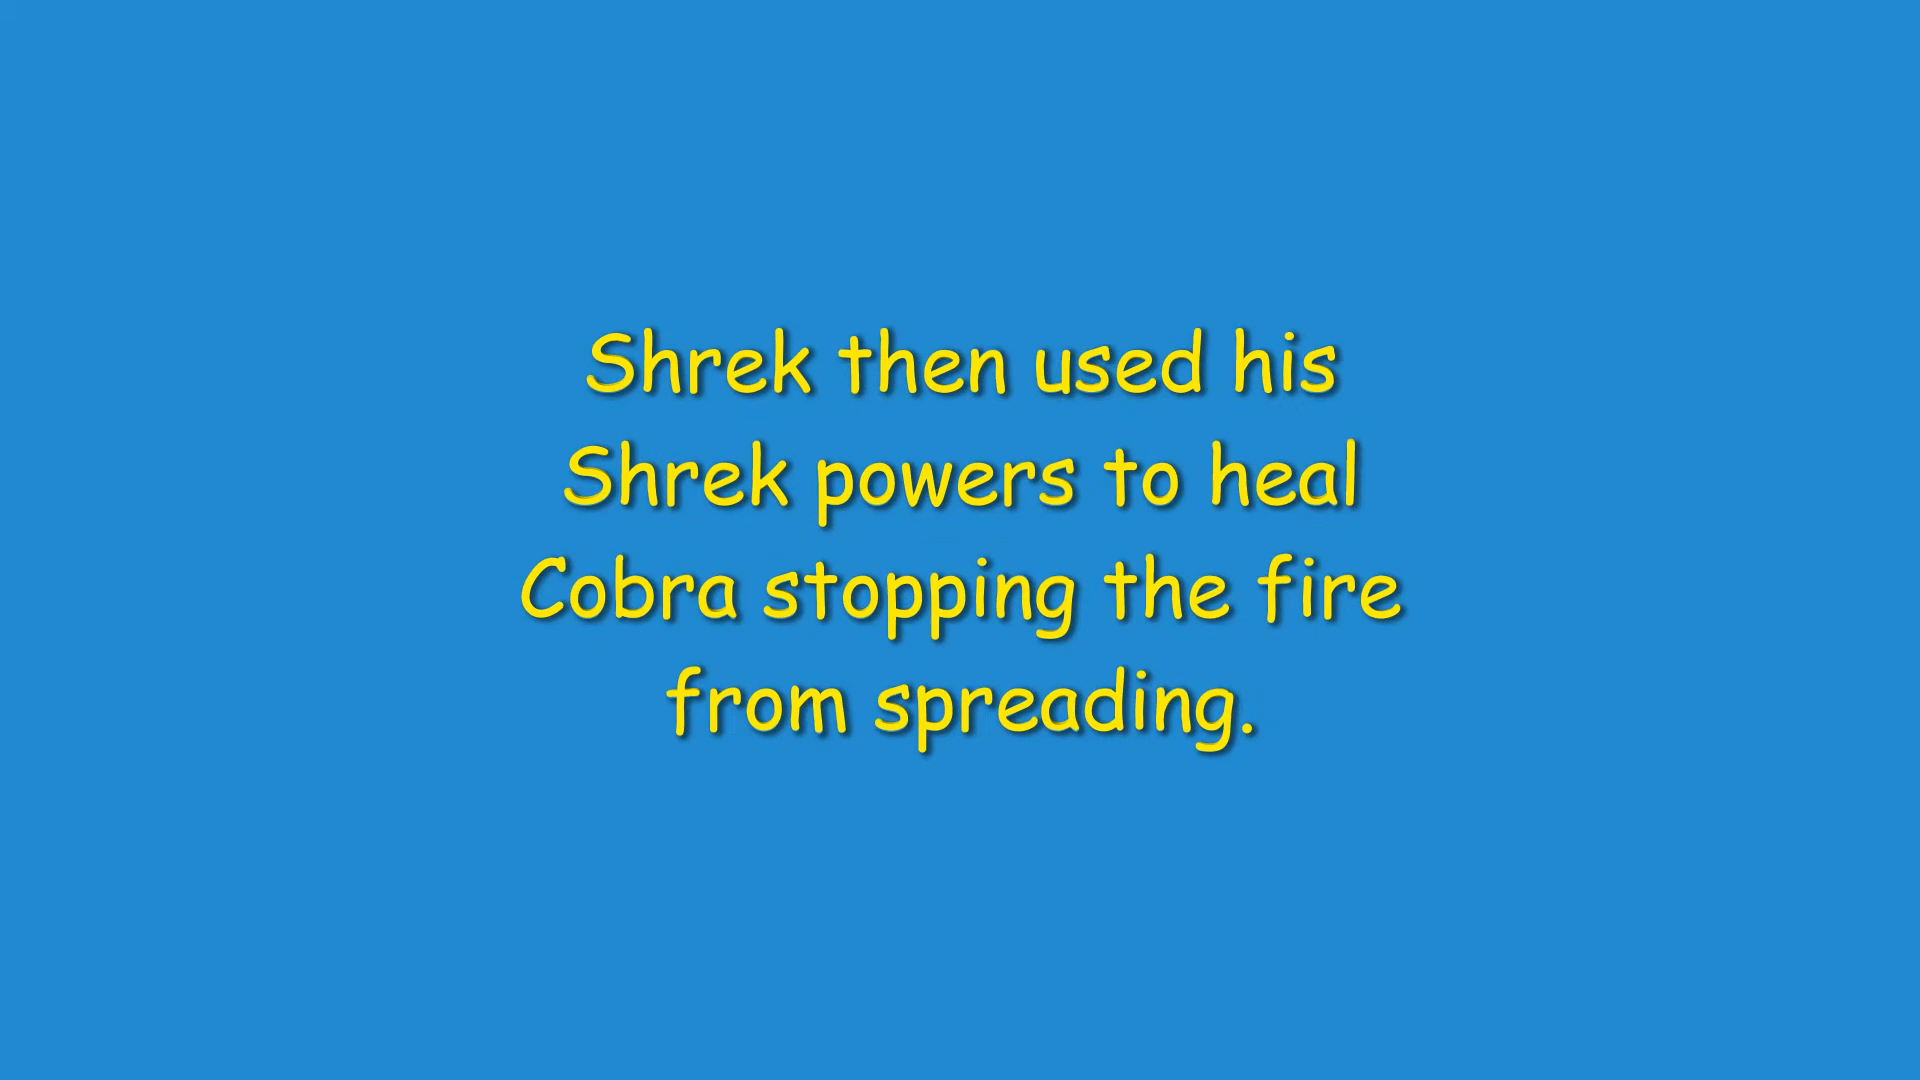 Shrek then used his
Shrek powers to heal
Cobra stopping the fire
from spreading.